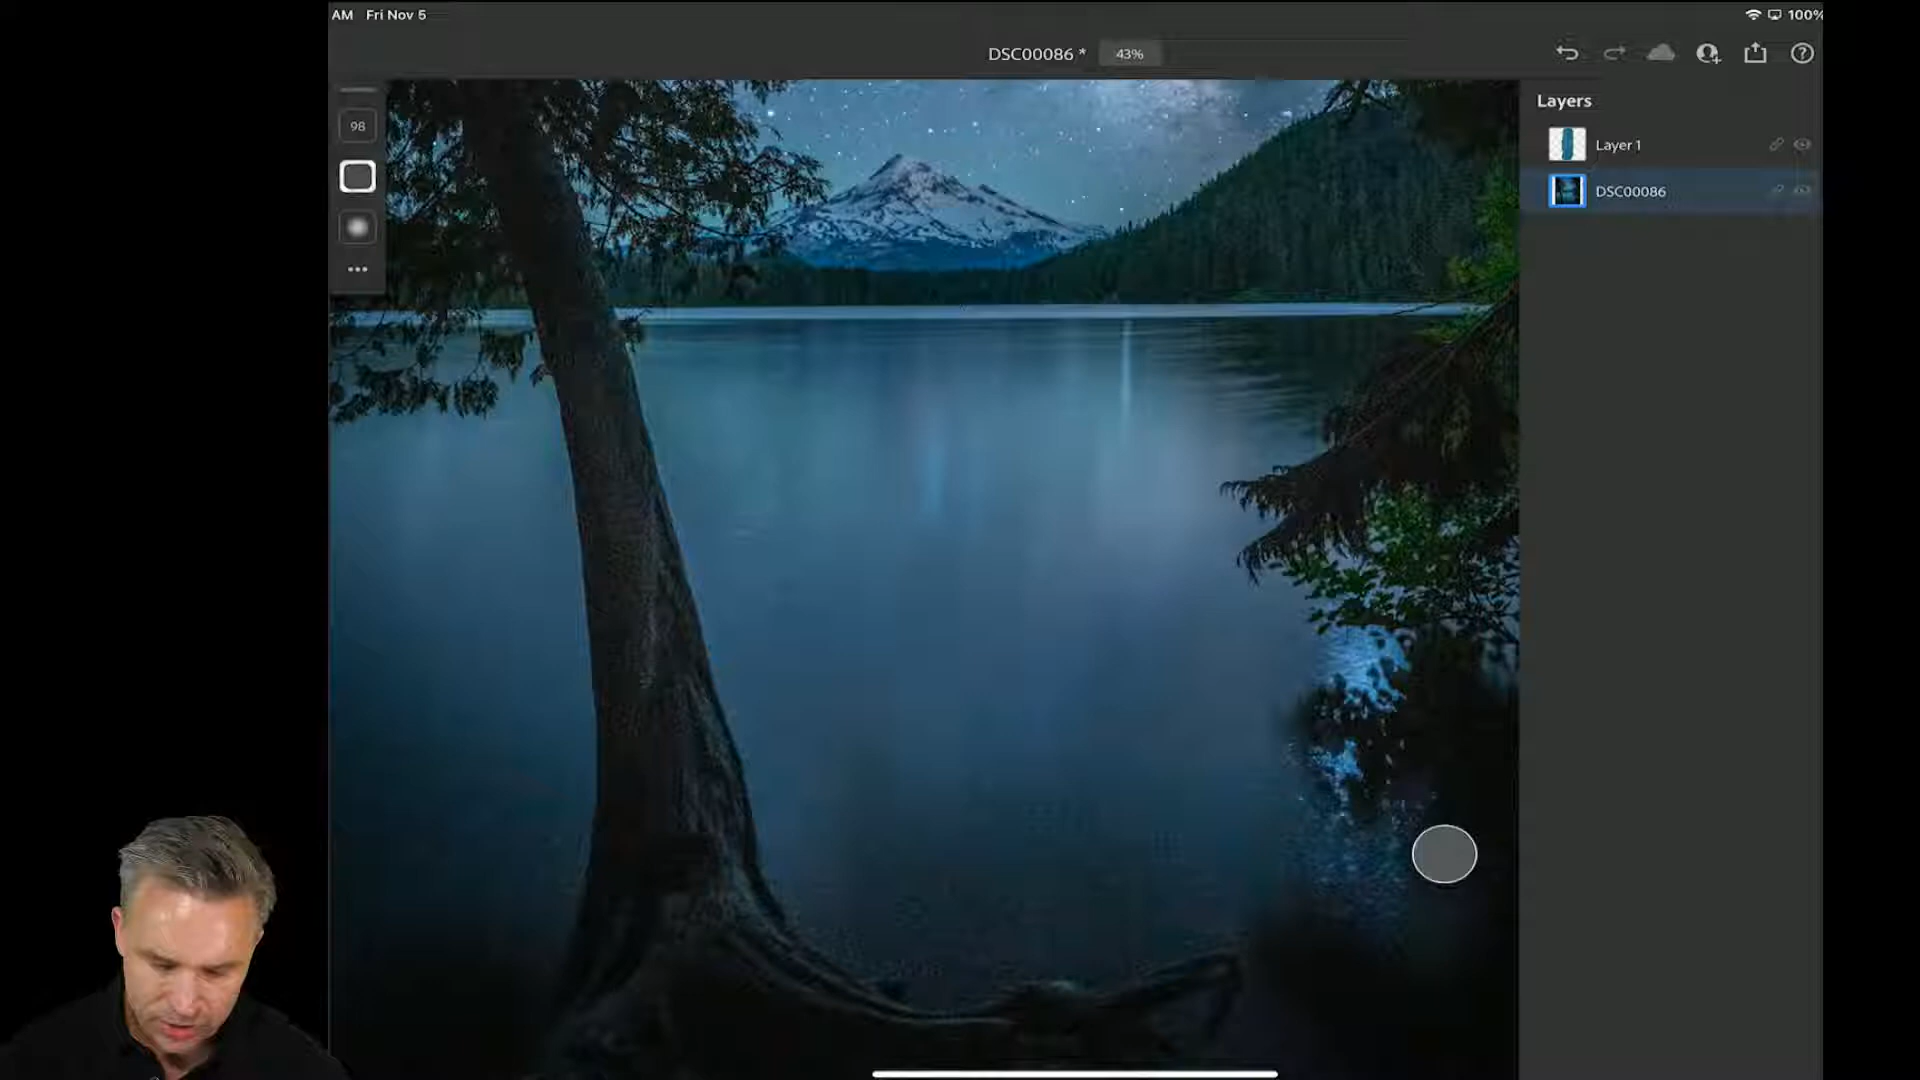 AM Fri Nov 5
100%
DSC00086 *
43%
98
Layers
Layer 1
DSC00086